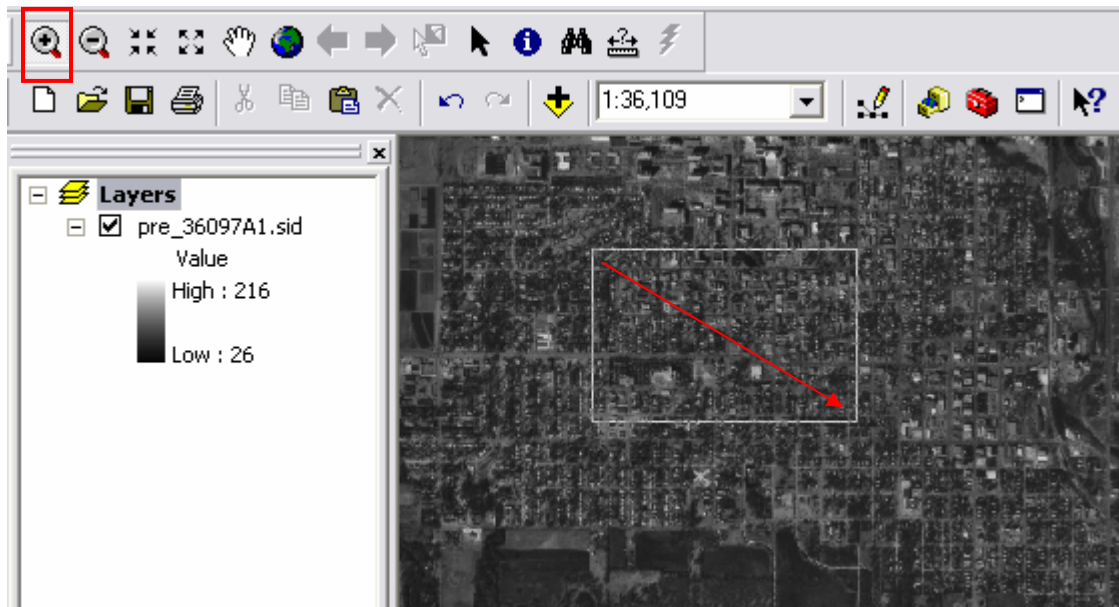 1:36,109
Layers
pre_36097A1.sid
Value
High : 216
Low : 26